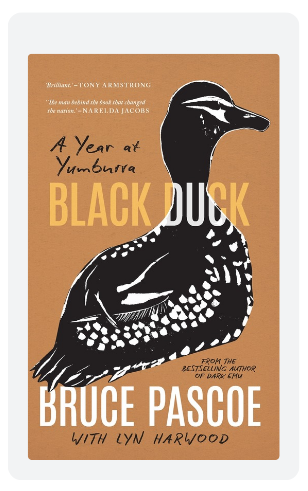 'Brilliant.' – TONY ARMSTRONG
'The man behind the book that changed
the nation.' – NARELDA JACOBS
A Year at
Yumburra
BLACK DUCK
FROM THE
BESTSELLING AUTHOR
OF DARK EMU
BRUCE PASCOE
WITH LYN HARWOOD